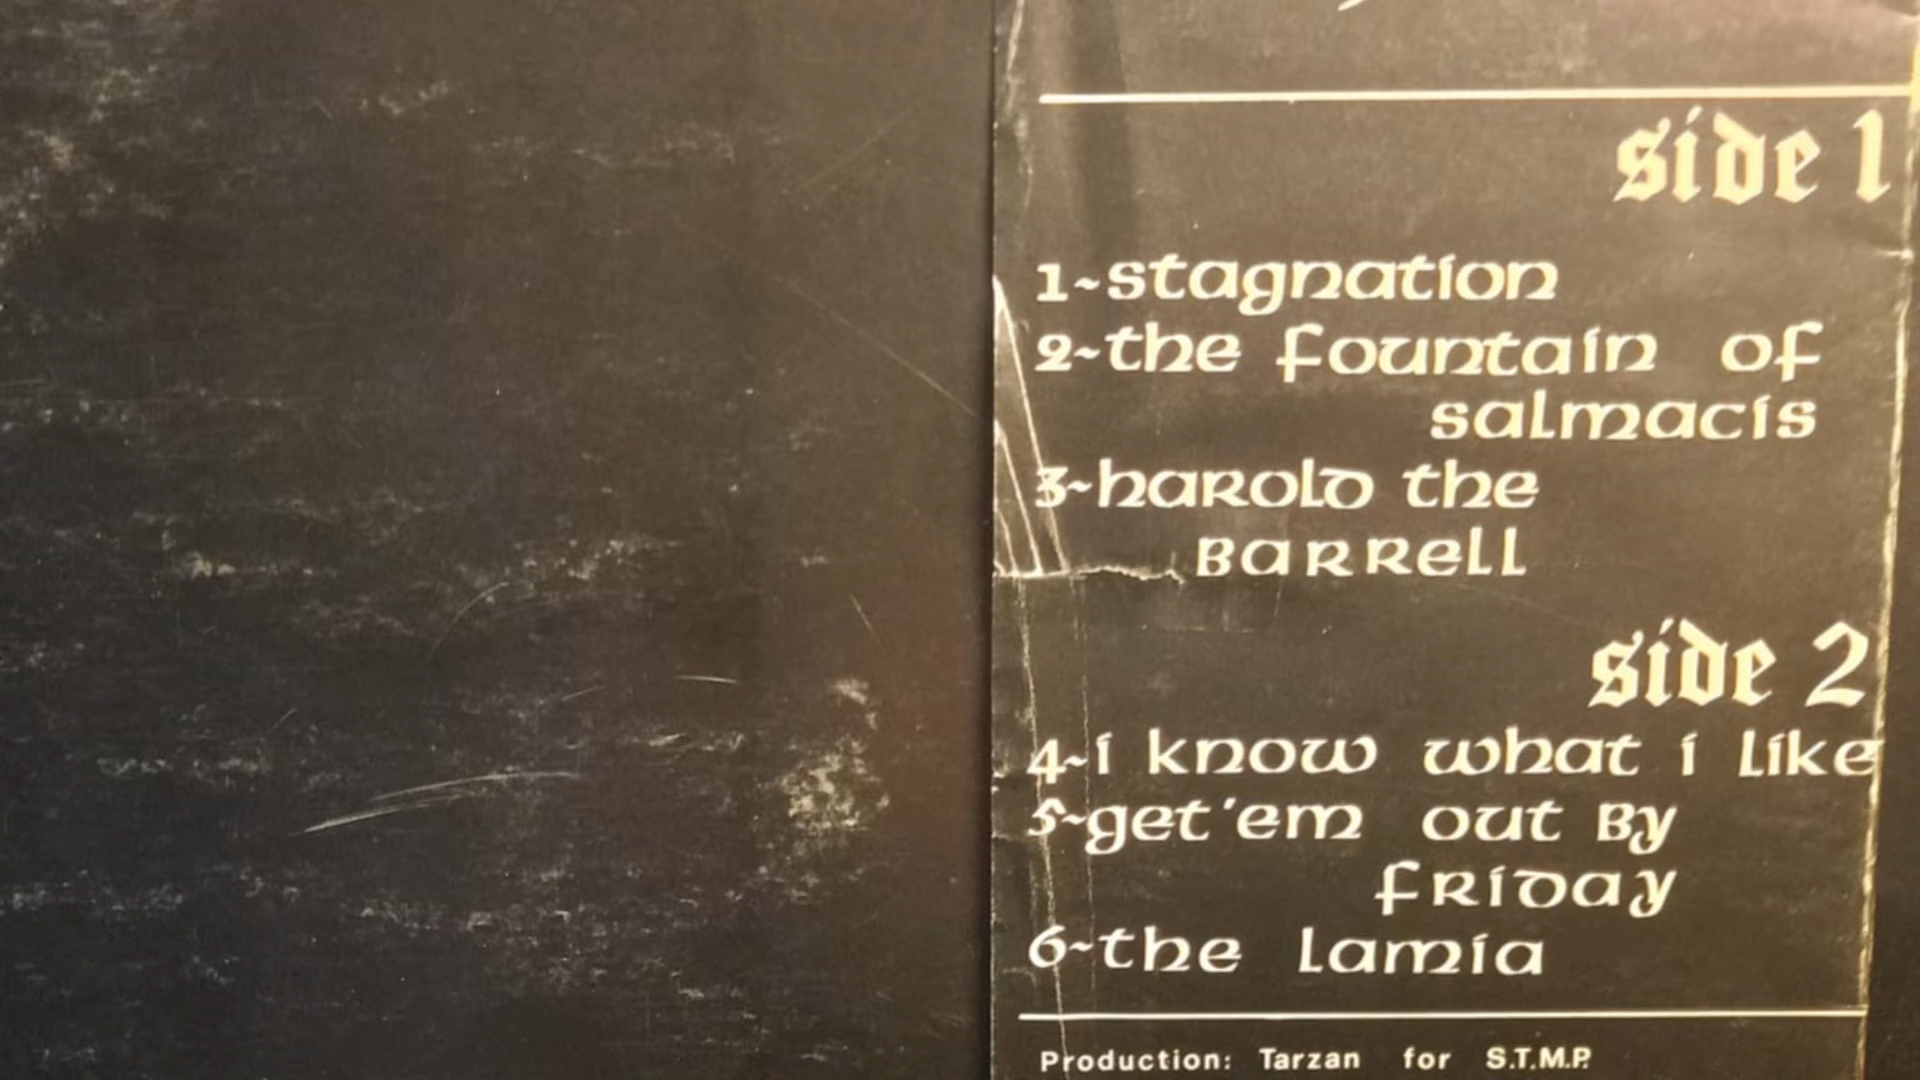 side 1
1~stagnation
2~the fountain of
salmacis
3~harold the
Barrell
side 2
4~i know what i like
5~get'em out By
friday
6~the lamia
Production: Tarzan for S.T.M.P.